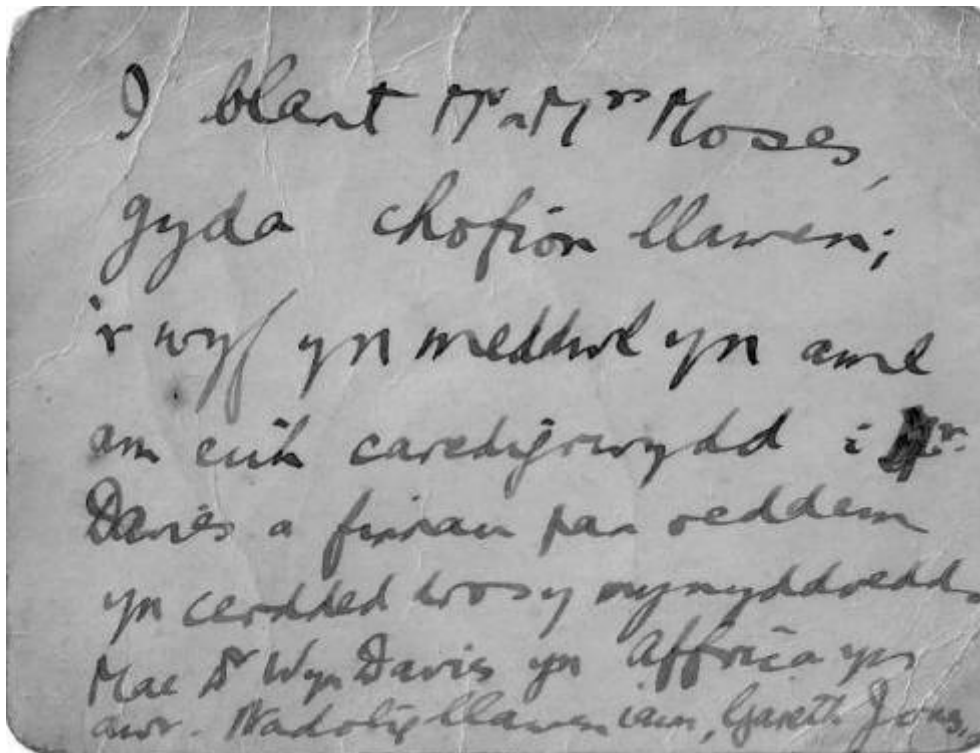 I blant Mr a Mrs Moses,
gyda chofion llawen;
'r wyf yn meddwl yn aml
am eich caredigrwydd i Mr.
Davies a finnau pan oeddem
yn cerdded dros y mynyddoedd.
Mae Dr Wyn Davies yn Affrica yn
awr. Nadolig llawen iawn, Gareth Jones,